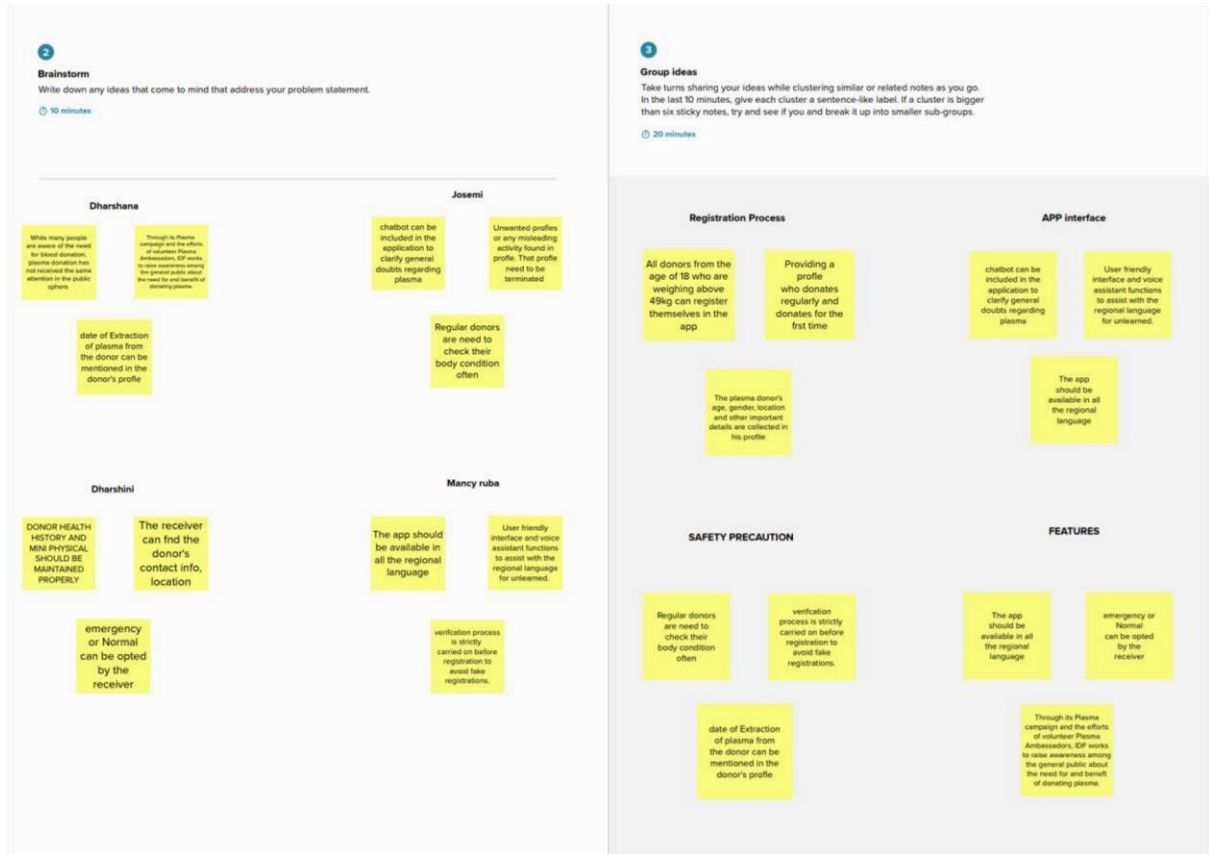 2
Brainstorm
Write down any ideas that come to mind that address your problem statement.
10 minutes
Dharshana
While many people
are aware of the need
for blood donation,
plasma donation has
not received the same
attention in the public
sphere.
Through its Plasma
campaign and the efforts
of volunteer Plasma
Ambassadors, IDF works
to raise awareness among
the general public about
the need for and benefit of
donating plasma.
date of Extraction
of plasma from
the donor can be
mentioned in the
donor's profle
Josemi
chatbot can be
included in the
application to
clarify general
doubts regarding
plasma
Unwanted profles
or any misleading
activity found in
profle. That profle
need to be
terminated
Regular donors
are need to
check their
body condition
often
Dharshini
DONOR HEALTH
HISTORY AND
MINI PHYSICAL
SHOULD BE
MAINTAINED
PROPERLY
The receiver
can fnd the
donor's
contact info,
location
emergency
or Normal
can be opted
by the
receiver
Mancy ruba
The app should
be available in
all the regional
language
User friendly
interface and voice
assistant functions
to assist with the
regional language
for unlearned.
verifcation process
is strictly
carried on before
registration to
avoid fake
registrations.
3
Group ideas
Take turns sharing your ideas while clustering similar or related notes as you go.
In the last 10 minutes, give each cluster a sentence-like label. If a cluster is bigger
than six sticky notes, try and see if you and break it up into smaller sub-groups.
20 minutes
Registration Process
All donors from the
age of 18 who are
weighing above
49kg can register
themselves in the
app
Providing a
profle
who donates
regularly and
donates for the
frst time
The plasma donor's
age, gender, location
and other important
details are collected in
his profile
APP interface
chatbot can be
included in the
application to
clarify general
doubts regarding
plasma
User friendly
interface and voice
assistant functions
to assist with the
regional language
for unlearned.
The app
should be
available in all
the regional
language
SAFETY PRECAUTION
Regular donors
are need to
check their
body condition
often
verifcation
process is strictly
carried on before
registration to
avoid fake
registrations.
date of Extraction
of plasma from
the donor can be
mentioned in the
donor's profle
FEATURES
The app
should be
available in all
the regional
language
emergency or
Normal
can be opted
by the
receiver
Through its Plasma
campaign and the efforts
of volunteer Plasma
Ambassadors, IDF works
to raise awareness among
the general public about
the need for and beneft
of donating plasma.